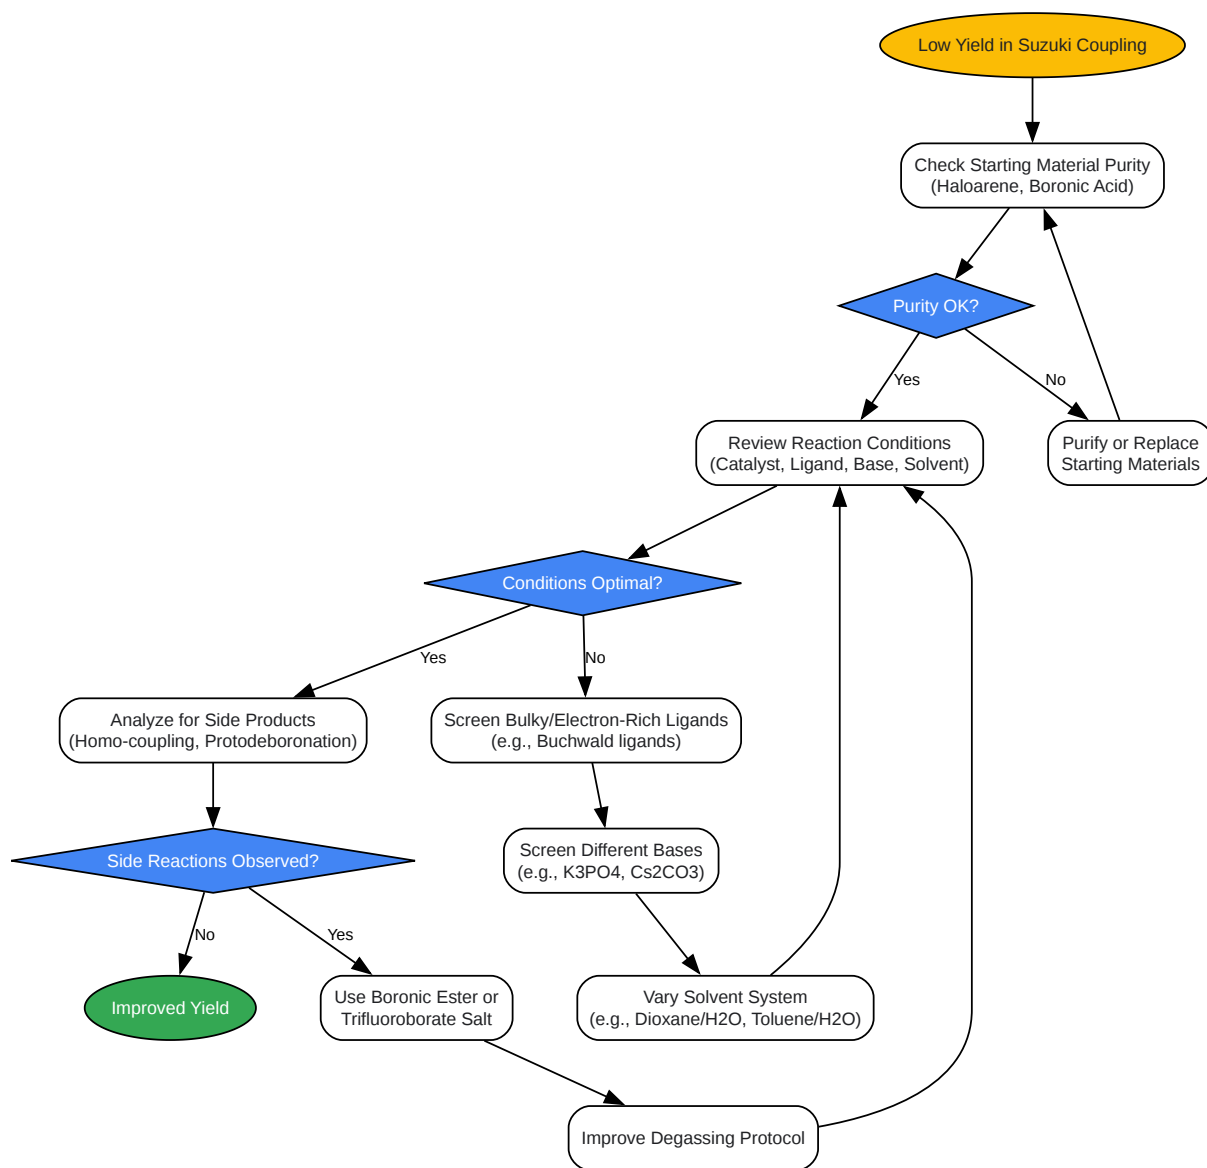 Low Yield in Suzuki Coupling
Check Starting Material Purity
(Haloarene, Boronic Acid)
Purity OK?
Yes
No
Review Reaction Conditions
(Catalyst, Ligand, Base, Solvent)
Purify or Replace
Starting Materials
Conditions Optimal?
Yes
No
Analyze for Side Products
(Homo-coupling, Protodeboronation)
Screen Bulky/Electron-Rich Ligands
(e.g., Buchwald ligands)
Side Reactions Observed?
Screen Different Bases
(e.g., K3PO4, Cs2CO3)
No
Yes
Improved Yield
Use Boronic Ester or
Trifluoroborate Salt
Vary Solvent System
(e.g., Dioxane/H2O, Toluene/H2O)
Improve Degassing Protocol